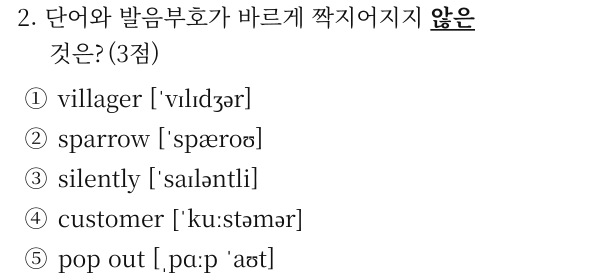 2. 단어와 발음부호가 바르게 짝지어지지 않은
것은? (3점)
① villager [ˈvɪlɪdʒər]
② sparrow [ˈspæroʊ]
③ silently [ˈsaɪləntli]
④ customer [ˈkuːstəmər]
⑤ pop out [ˌpɑːp ˈaʊt]